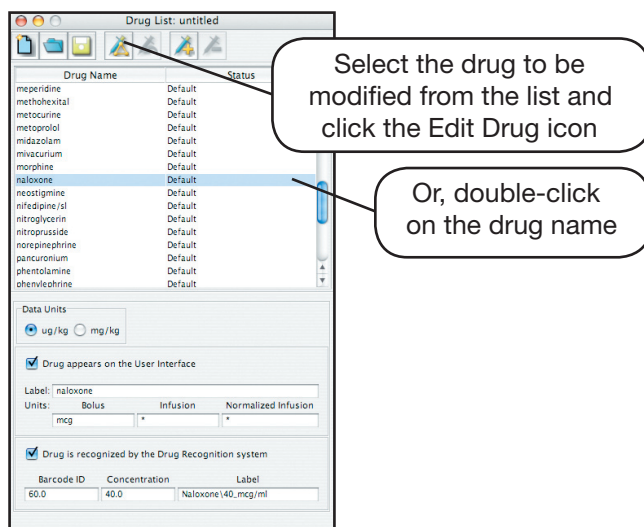 Drug List: untitled
Drug Name Status
meperidine Default
methohexital Default
metocurine Default
metoprolol Default
midazolam Default
mivacurium Default
morphine Default
naloxone Default
neostigmine Default
nifedipine/sl Default
nitroglycerin Default
nitroprusside Default
norepinephrine Default
pancuronium Default
phentolamine Default
phenylephrine Default
Select the drug to be
modified from the list and
click the Edit Drug icon
Or, double-click
on the drug name
Data Units
ug/kg mg/kg
Drug appears on the User Interface
Label: naloxone
Units: Bolus Infusion Normalized Infusion
mcg * *
Drug is recognized by the Drug Recognition system
Barcode ID Concentration Label
60.0 40.0 Naloxone\40_mcg/ml